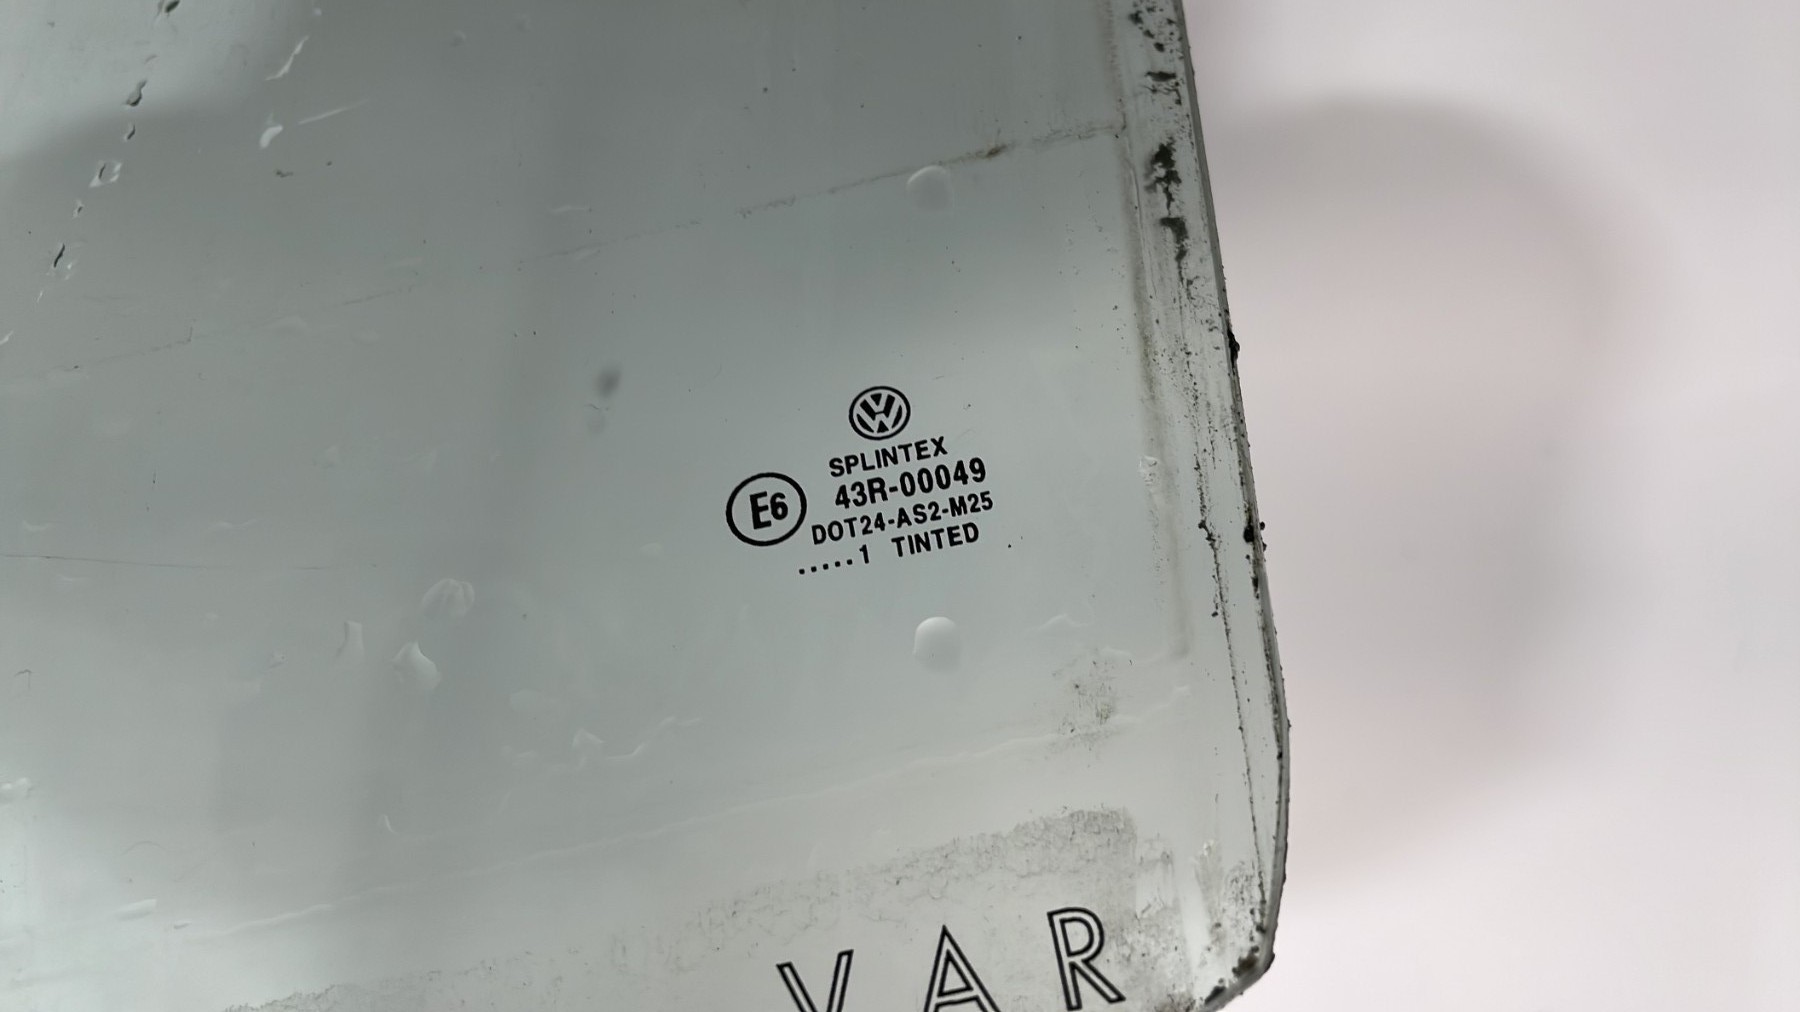 SPLINTEX
E6 43R-00049
DOT24-AS2-M25
.....1 TINTED
VAR